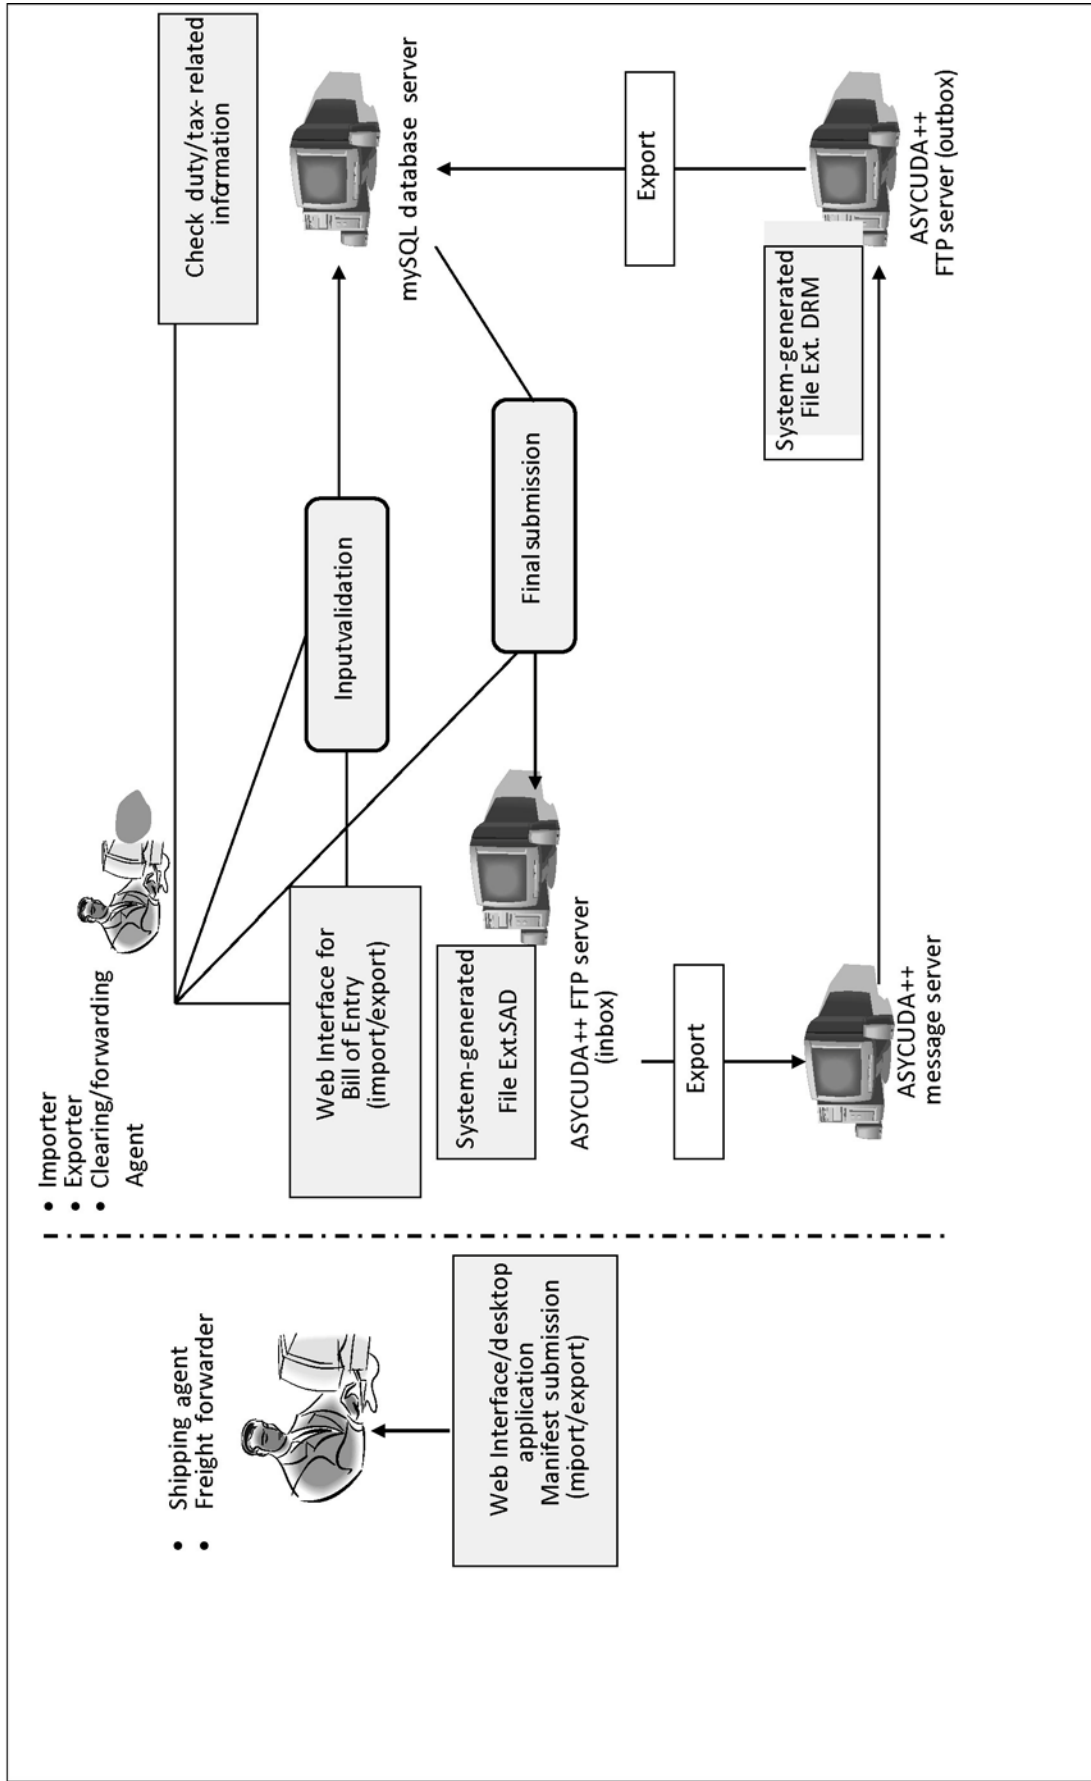 • Shipping agent
• Freight forwarder
Web Interface/desktop
application
Manifest submission
(mport/export)
• Importer
• Exporter
• Clearing/forwarding
Agent
Web Interface for
Bill of Entry
(import/export)
Inputvalidation
Check duty/tax-related
information
mySQL database server
System-generated
File Ext.SAD
ASYCUDA++ FTP server
(inbox)
Final submission
Export
Export
ASYCUDA++
message server
System-generated
File Ext. DRM
ASYCUDA++
FTP server (outbox)